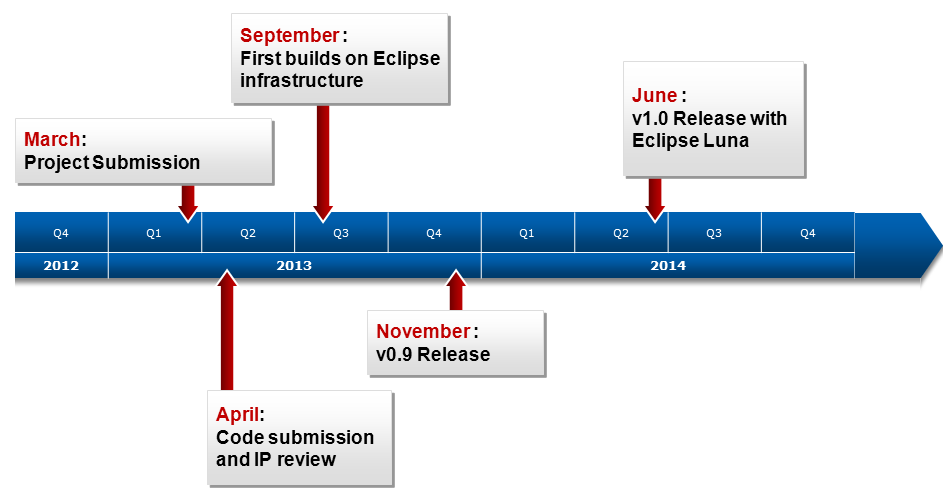 September :
First builds on Eclipse
infrastructure
June :
v1.0 Release with
Eclipse Luna
March:
Project Submission
Q4 Q1 Q2 Q3 Q4 Q1 Q2 Q3 Q4
2012 2013 2014
November :
v0.9 Release
April:
Code submission
and IP review